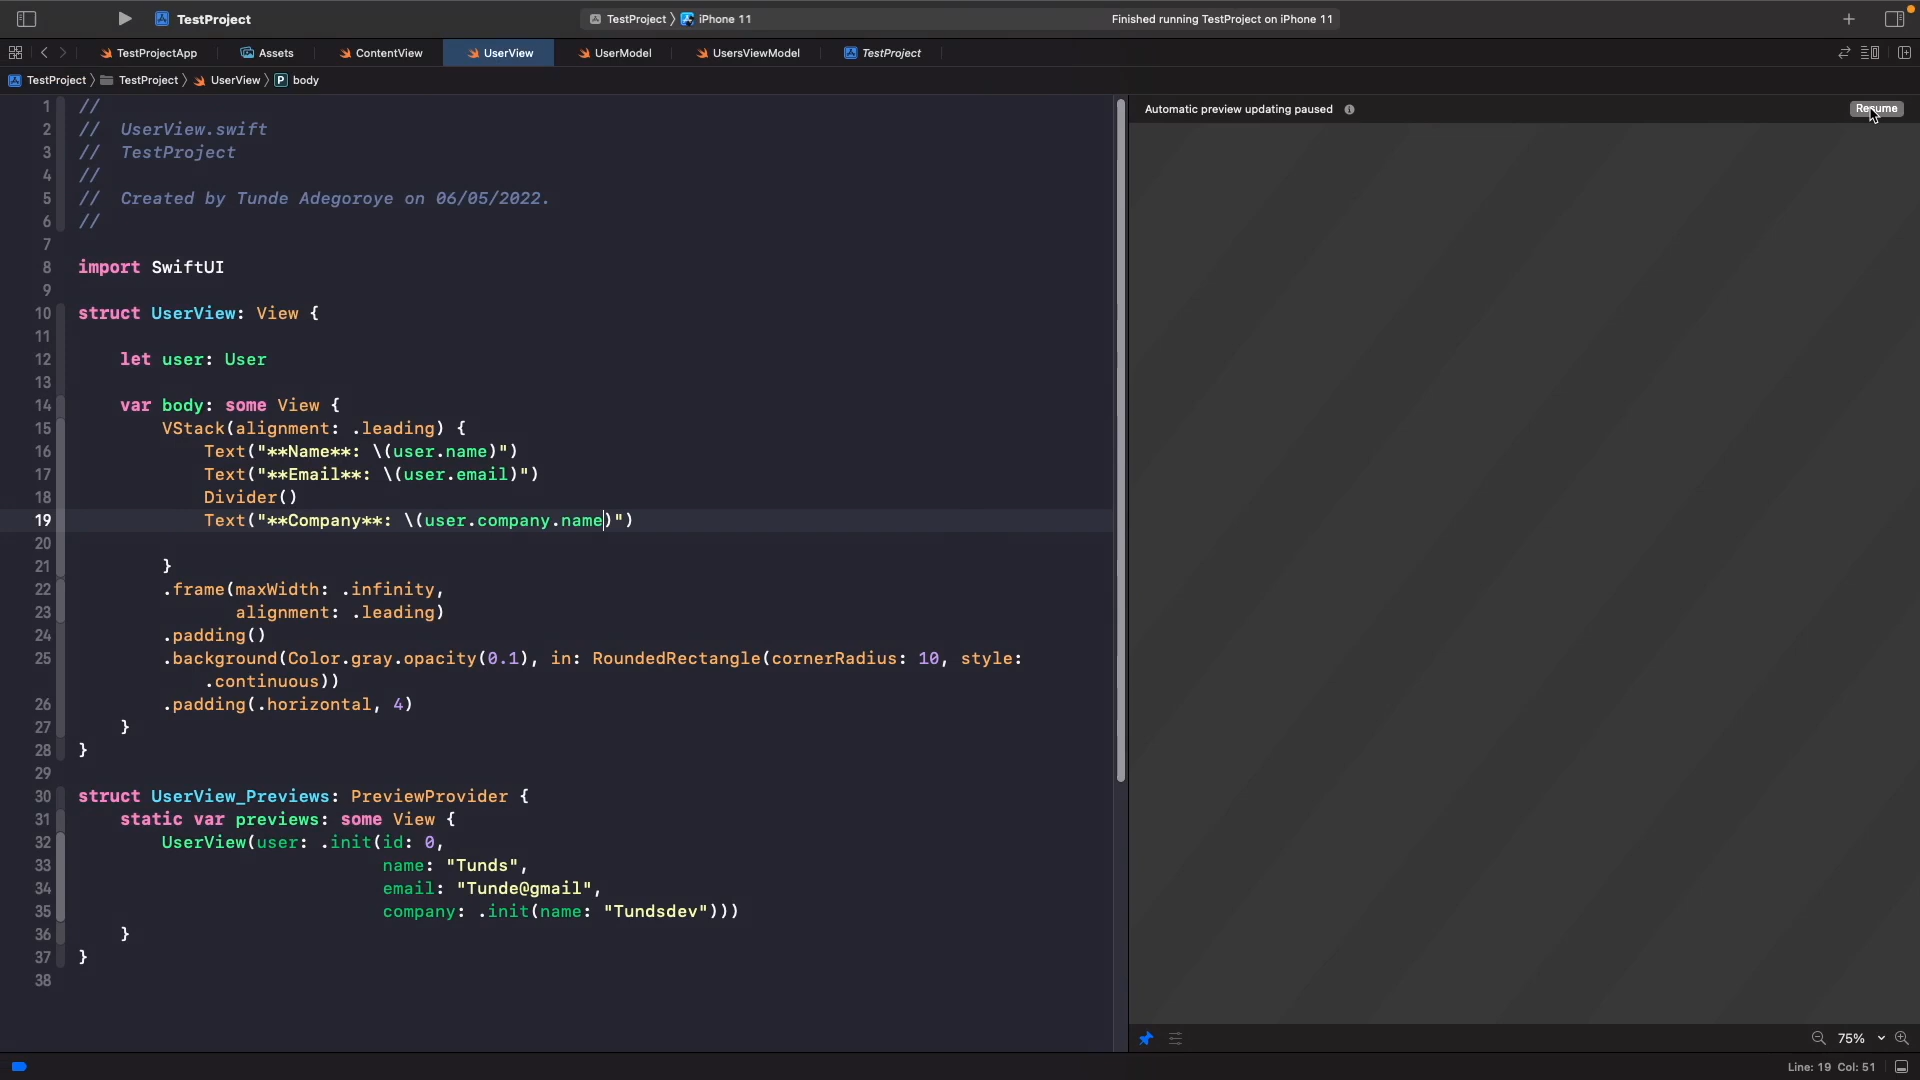 TestProject
TestProject 〉 iPhone 11
Finished running TestProject on iPhone 11
TestProjectApp
Assets
ContentView
UserView
UserModel
UsersViewModel
TestProject
TestProject 〉 TestProject 〉 UserView 〉 P body
Automatic preview updating paused
Resume
1 //
2 //  UserView.swift
3 //  TestProject
4 //
5 //  Created by Tunde Adegoroye on 06/05/2022.
6 //
7
8 import SwiftUI
9
10 struct UserView: View {
11
12     let user: User
13
14     var body: some View {
15         VStack(alignment: .leading) {
16             Text("**Name**: \(user.name)")
17             Text("**Email**: \(user.email)")
18             Divider()
19             Text("**Company**: \(user.company.name)")
20
21         }
22         .frame(maxWidth: .infinity,
23                alignment: .leading)
24         .padding()
25         .background(Color.gray.opacity(0.1), in: RoundedRectangle(cornerRadius: 10, style:
            .continuous))
26         .padding(.horizontal, 4)
27     }
28 }
29
30 struct UserView_Previews: PreviewProvider {
31     static var previews: some View {
32         UserView(user: .init(id: 0,
33                              name: "Tunds",
34                              email: "Tunde@gmail",
35                              company: .init(name: "Tundsdev")))
36     }
37 }
38
75%
Line: 19 Col: 51